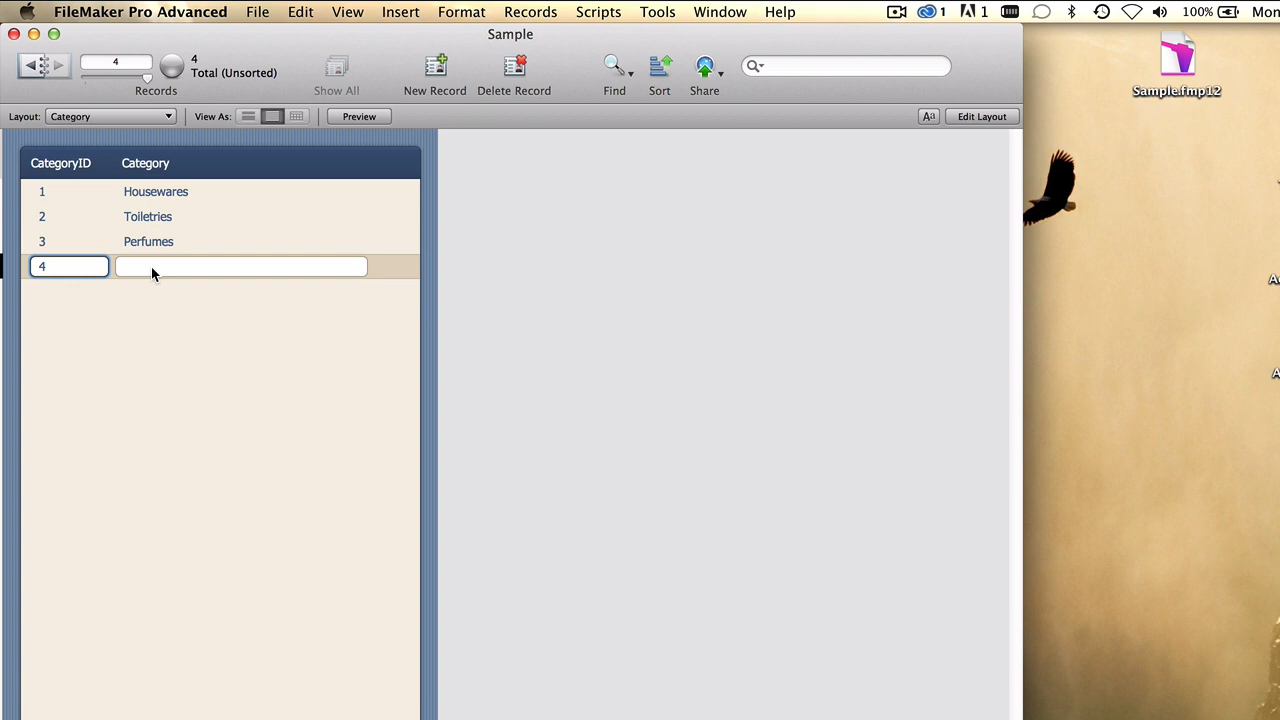 FileMaker Pro Advanced File Edit View Insert Format Records Scripts Tools Window Help 1 1 100% Mon
Sample
4
4
Total (Unsorted)
Records
Show All
New Record
Delete Record
Find
Sort
Share
Layout: Category View As: Preview Aa Edit Layout
Sample.fmp12
CategoryID Category
1 Housewares
2 Toiletries
3 Perfumes
4